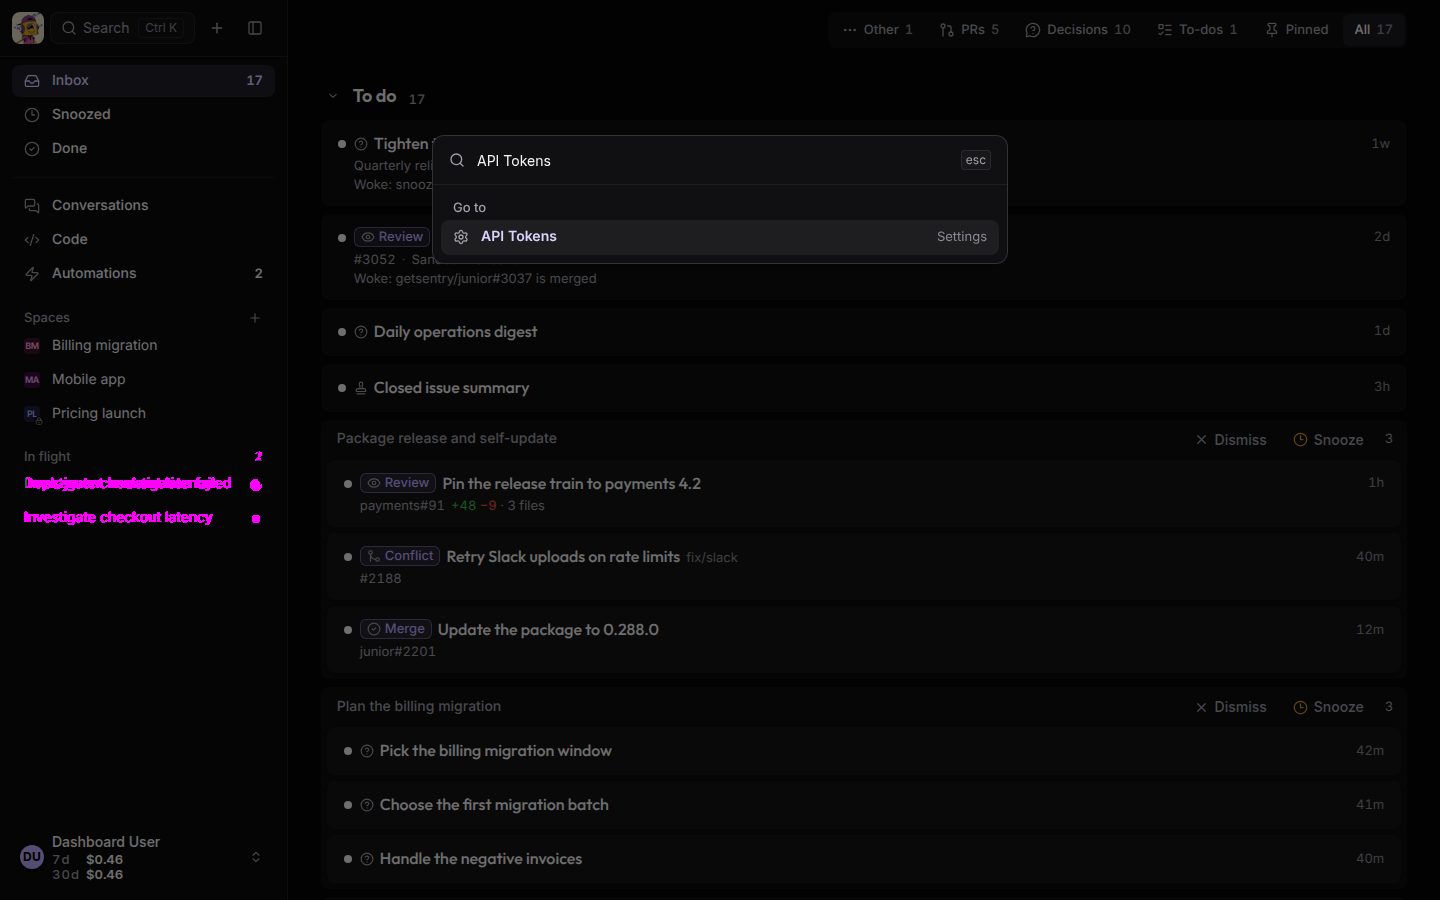 Search Ctrl K
Inbox 17
Snoozed
Done
Conversations
Code
Automations 2
Spaces
BM Billing migration
MA Mobile app
PL Pricing launch
In flight
Investigate checkout latency
DU Dashboard User
7d $0.46
30d $0.46
Other 1 PRs 5 Decisions 10 To-dos 1 Pinned All 17
To do 17
Tighten 1w
Quarterly
Woke:
API Tokens esc
Go to
API Tokens Settings
Review 2d
#3052 ·
Woke: getsentry/junior#3037 is merged
Daily operations digest 1d
Closed issue summary 3h
Package release and self-update Dismiss Snooze 3
Review Pin the release train to payments 4.2 1h
payments#91 +48 −9 · 3 files
Conflict Retry Slack uploads on rate limits fix/slack 40m
#2188
Merge Update the package to 0.288.0 12m
junior#2201
Plan the billing migration Dismiss Snooze 3
Pick the billing migration window 42m
Choose the first migration batch 41m
Handle the negative invoices 40m